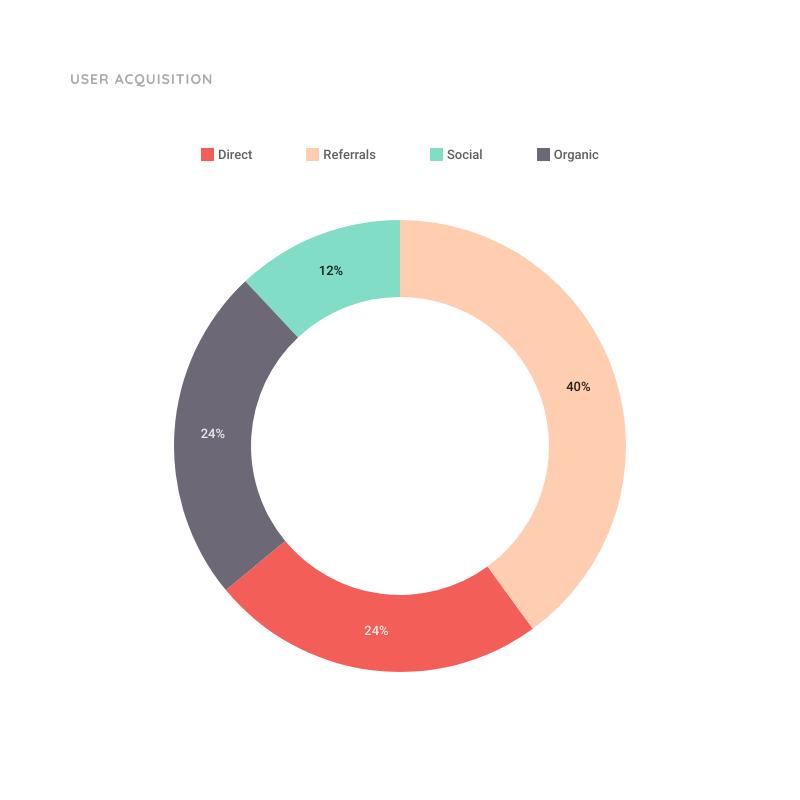 USER ACQUISITION
Direct Referrals Social Organic
12%
40%
24%
24%